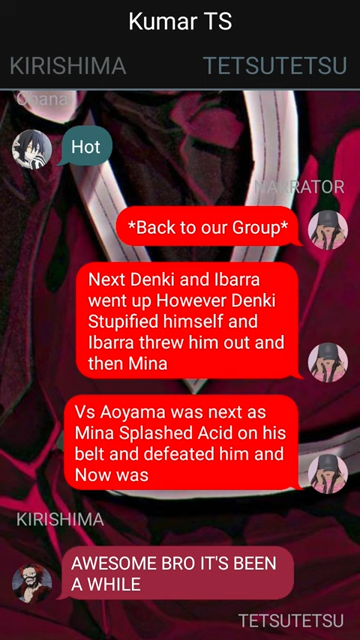 Kumar TS
KIRISHIMA
TETSUTETSU
Obanai
Hot
NARRATOR
*Back to our Group*
Next Denki and Ibarra
went up However Denki
Stupified himself and
Ibarra threw him out and
then Mina
Vs Aoyama was next as
Mina Splashed Acid on his
belt and defeated him and
Now was
KIRISHIMA
AWESOME BRO IT'S BEEN
A WHILE
TETSUTETSU